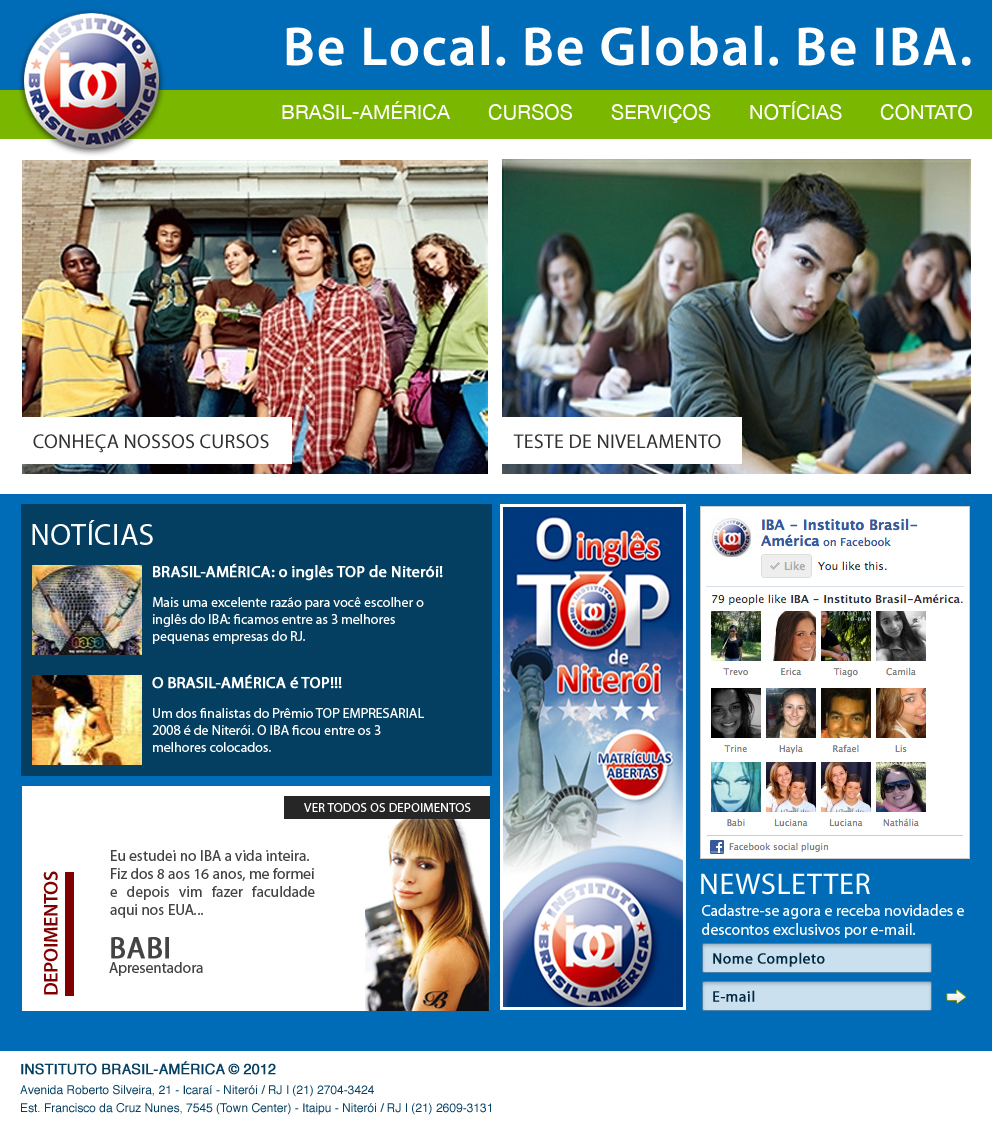 INSTITUTO
iba
BRASIL-AMÉRICA
Be Local. Be Global. Be IBA.
BRASIL-AMÉRICA CURSOS SERVIÇOS NOTÍCIAS CONTATO
CONHEÇA NOSSOS CURSOS
TESTE DE NIVELAMENTO
NOTÍCIAS
BRASIL-AMÉRICA: o inglês TOP de Niterói!
Mais uma excelente razão para você escolher o
inglês do IBA: ficamos entre as 3 melhores
pequenas empresas do RJ.
O BRASIL-AMÉRICA é TOP!!!
Um dos finalistas do Prêmio TOP EMPRESARIAL
2008 é de Niterói. O IBA ficou entre os 3
melhores colocados.
VER TODOS OS DEPOIMENTOS
DEPOIMENTOS
Eu estudei no IBA a vida inteira.
Fiz dos 8 aos 16 anos, me formei
e depois vim fazer faculdade
aqui nos EUA...
BABI
Apresentadora
B
O inglês
TOP
de
Niterói
MATRÍCULAS
ABERTAS
INSTITUTO
iba
BRASIL-AMÉRICA
IBA - Instituto Brasil-
América on Facebook
Like You like this.
79 people like IBA - Instituto Brasil-América.
Trevo Erica Tiago Camila
Trine Hayla Rafael Lis
Babi Luciana Luciana Nathália
Facebook social plugin
NEWSLETTER
Cadastre-se agora e receba novidades e
descontos exclusivos por e-mail.
Nome Completo
E-mail
INSTITUTO BRASIL-AMÉRICA © 2012
Avenida Roberto Silveira, 21 - Icaraí - Niterói / RJ I (21) 2704-3424
Est. Francisco da Cruz Nunes, 7545 (Town Center) - Itaipu - Niterói / RJ I (21) 2609-3131